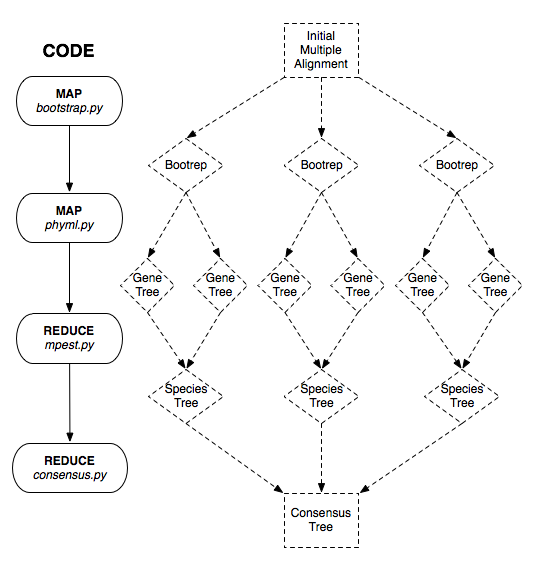 CODE
MAP
bootstrap.py
MAP
phyml.py
REDUCE
mpest.py
REDUCE
consensus.py
Initial
Multiple
Alignment
Bootrep
Bootrep
Bootrep
Gene
Tree
Gene
Tree
Gene
Tree
Gene
Tree
Gene
Tree
Gene
Tree
Species
Tree
Species
Tree
Species
Tree
Consensus
Tree